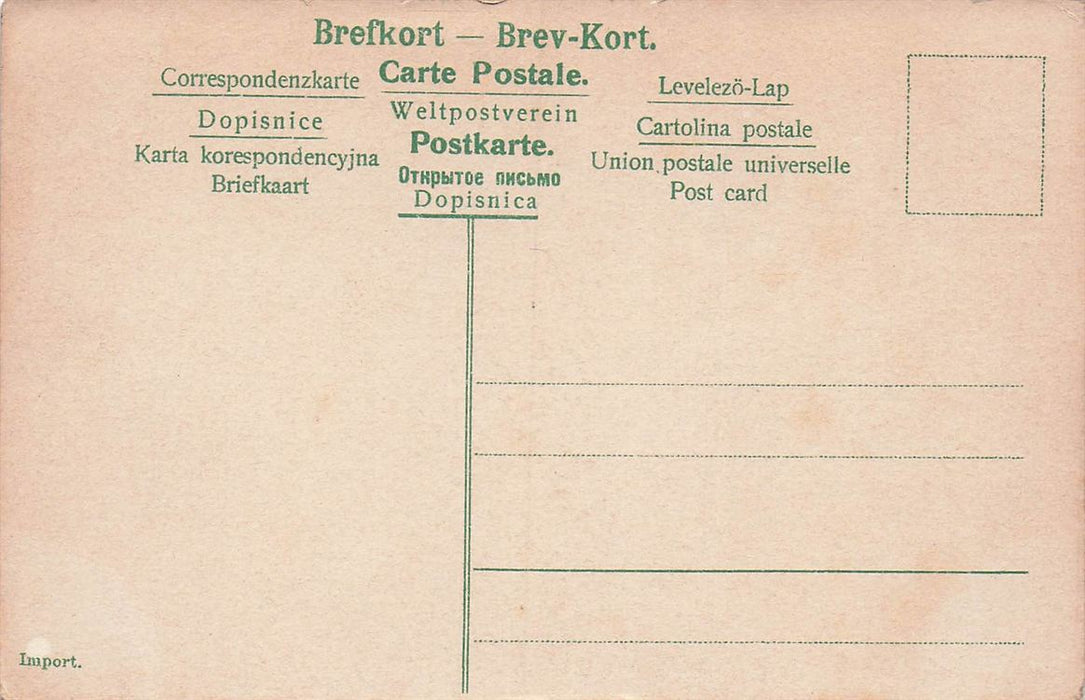 Brefkort — Brev-Kort.
Correspondenzkarte
Carte Postale.
Levelezö-Lap
Dopisnice
Weltpostverein
Cartolina postale
Postkarte.
Karta korespondencyjna
Union postale universelle
Briefkaart
Открытое письмо
Post card
Dopisnica
Import.